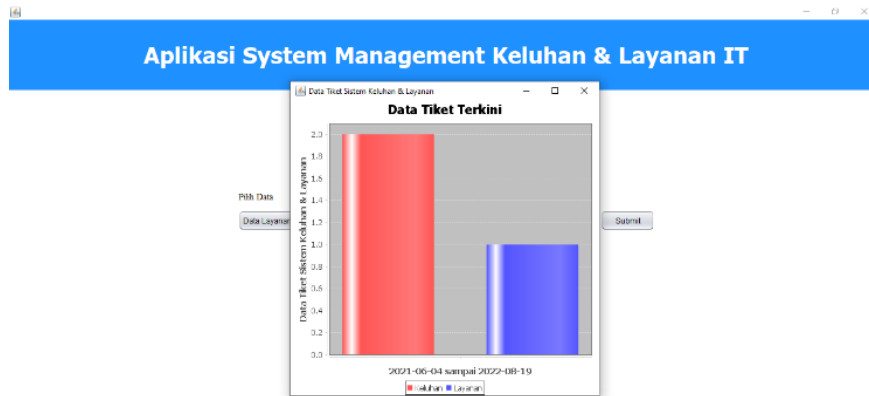 Aplikasi System Management Keluhan & Layanan IT
Data Tiket Sistem Keluhan & Layanan
Data Tiket Terkini
Pilih Data
Data Layanan
Submit
Data Tiket Sistem Keluhan & Layanan
2.0
1.8
1.6
1.4
1.2
1.0
0.8
0.6
0.4
0.2
0.0
2021-06-04 sampai 2022-08-19
Keluhan Layanan